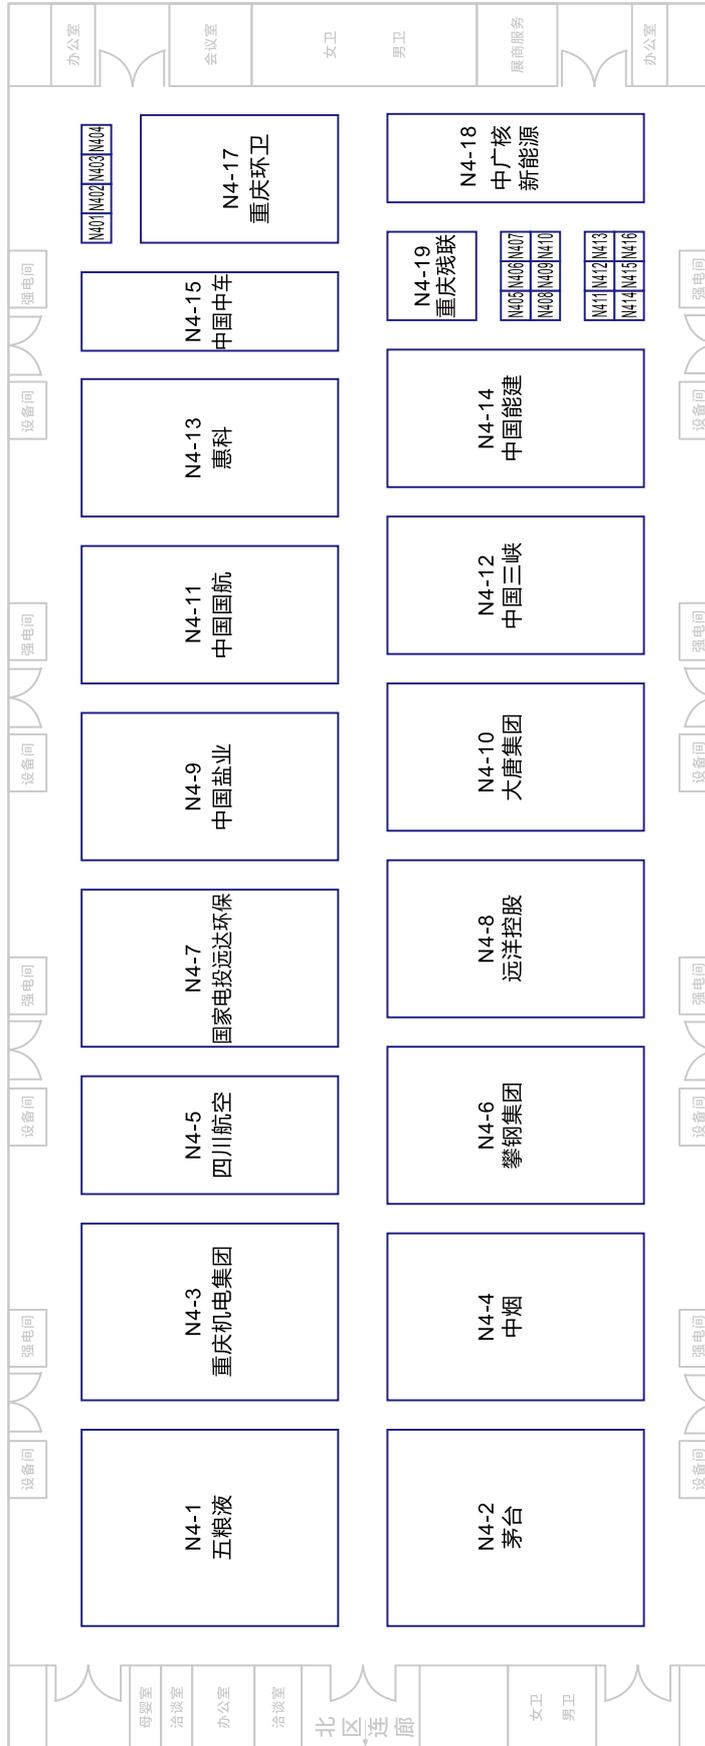 办公室
会议室
女卫
男卫
展商服务
办公室
N404
N403
N402
N401
N4-17
重庆环卫
N4-18
中广核
新能源
强电间
N4-15
中国中车
N4-19
重庆残联
N407
N406
N405
N410
N409
N408
N413
N412
N411
N416
N415
N414
强电间
设备间
N4-13
惠科
N4-14
中国能建
设备间
强电间
N4-11
中国国航
N4-12
中国三峡
强电间
设备间
N4-9
中国盐业
N4-10
大唐集团
设备间
强电间
N4-7
国家电投远达环保
N4-8
远洋控股
强电间
设备间
N4-5
四川航空
N4-6
攀钢集团
设备间
强电间
N4-3
重庆机电集团
N4-4
中烟
强电间
设备间
N4-1
五粮液
N4-2
茅台
设备间
母婴室
洽谈室
办公室
洽谈室
北区连廊
女卫
男卫